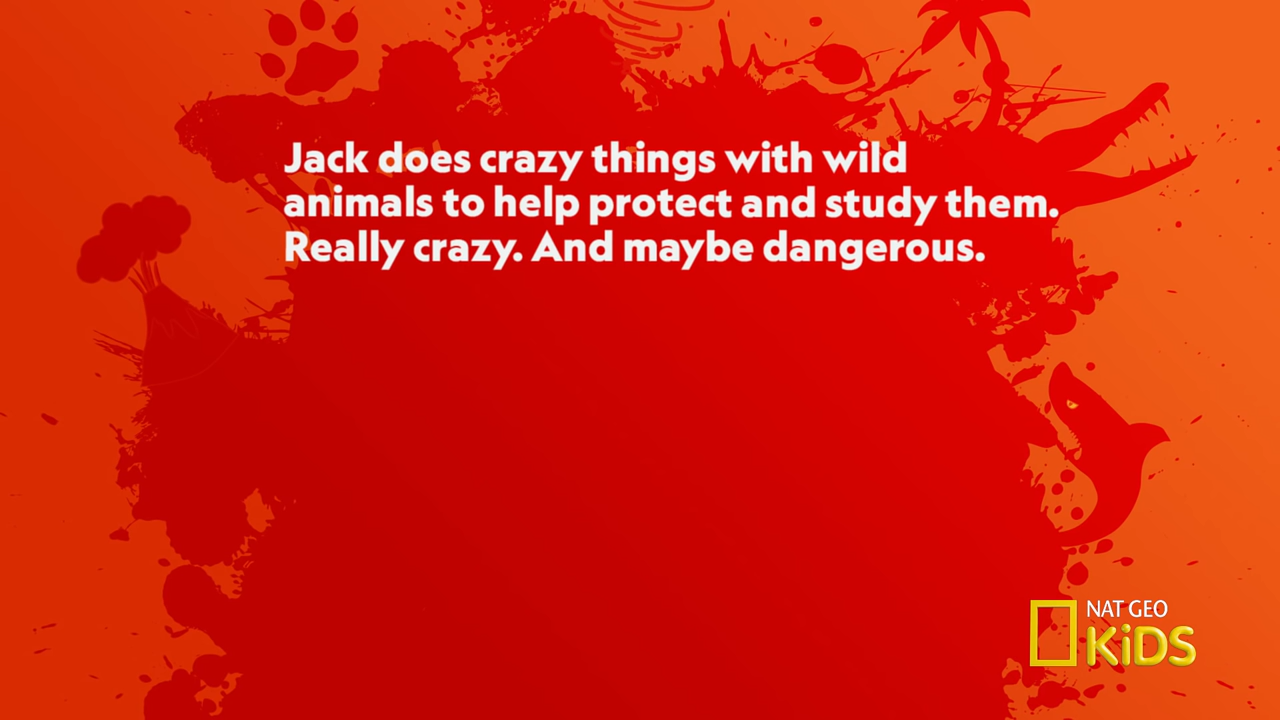 Jack does crazy things with wild
animals to help protect and study them.
Really crazy. And maybe dangerous.
NAT GEO
KiDS